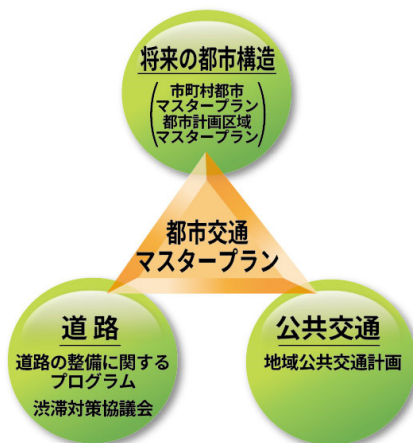 将来の都市構造
(市町村都市
マスタープラン
都市計画区域
マスタープラン)
都市交通
マスタープラン
道路
道路の整備に関する
プログラム
渋滞対策協議会
公共交通
地域公共交通計画